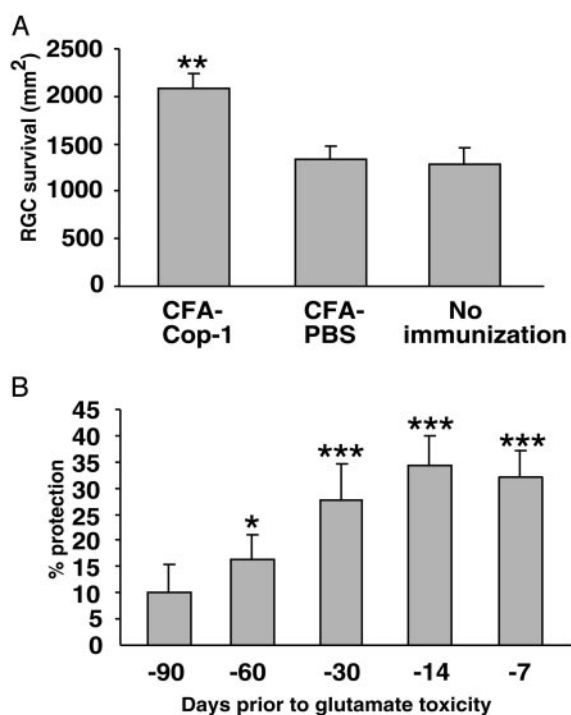 A
RGC survival (mm²)
2500
2000
1500
1000
500
0
**
CFA-
Cop-1
CFA-
PBS
No
immunization
B
% protection
45
40
35
30
25
20
15
10
5
0
*
***
***
***
-90 -60 -30 -14 -7
Days prior to glutamate toxicity